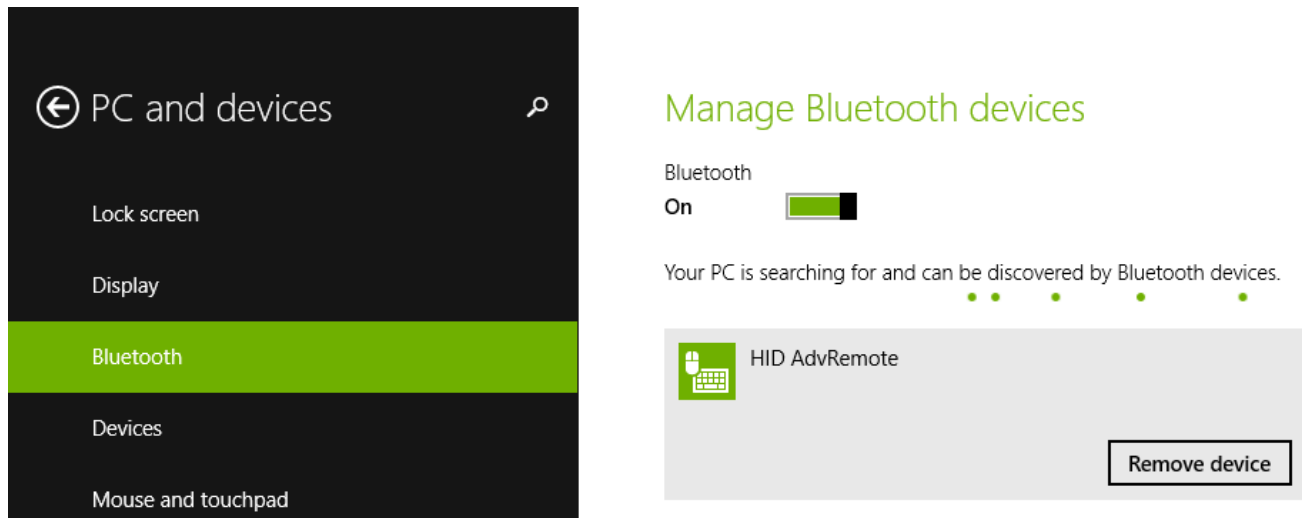 PC and devices
Lock screen
Display
Bluetooth
Devices
Mouse and touchpad
Manage Bluetooth devices
Bluetooth
On
Your PC is searching for and can be discovered by Bluetooth devices.
HID AdvRemote
Remove device